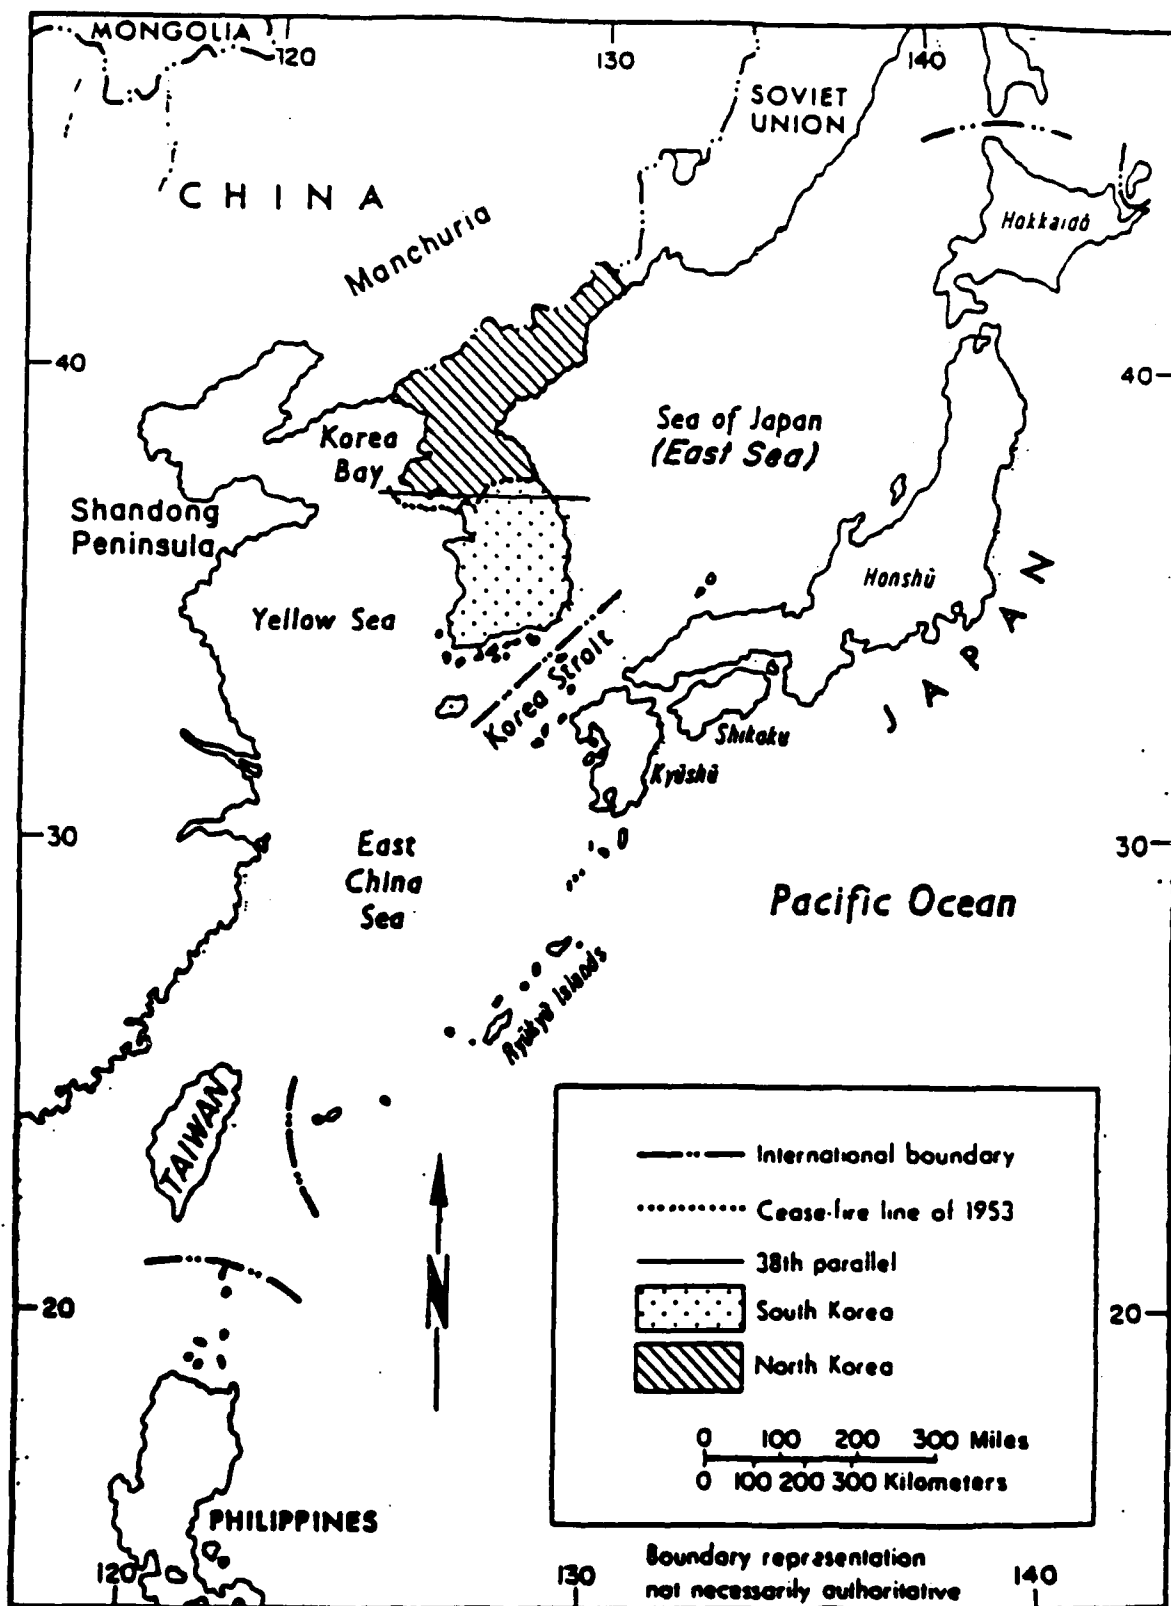 MONGOLIA
120
130
140
SOVIET
UNION
CHINA
Manchuria
Hokkaidō
40
40
Korea
Bay
Sea of Japan
(East Sea)
Shandong
Peninsula
Honshū
Yellow Sea
Korea Strait
JAPAN
Shikoku
Kyūshū
30
30
East
China
Sea
Pacific Ocean
Ryūkyū Islands
TAIWAN
N
International boundary
Cease-fire line of 1953
38th parallel
South Korea
North Korea
20
20
0 100 200 300 Miles
0 100 200 300 Kilometers
PHILIPPINES
Boundary representation
not necessarily authoritative
120
130
140